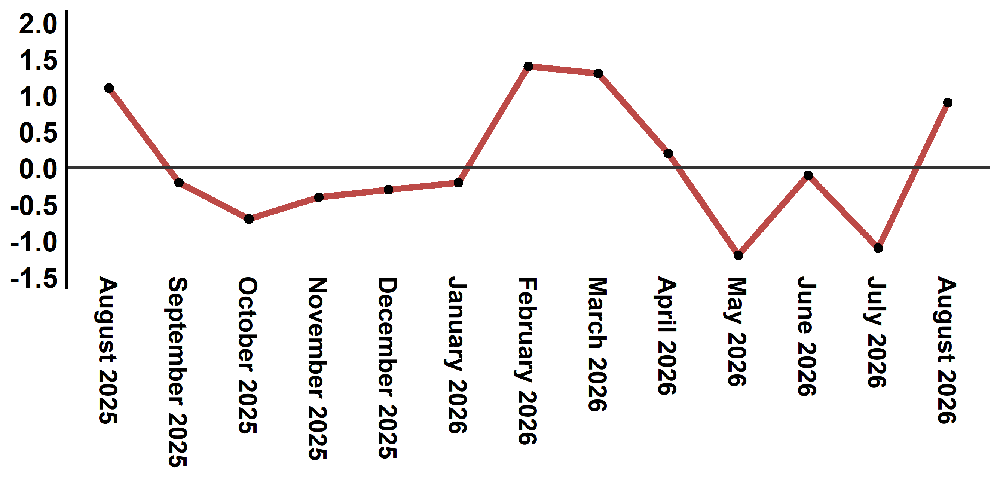 2.0
1.5
1.0
0.5
0.0
-0.5
-1.0
-1.5
August 2025
September 2025
October 2025
November 2025
December 2025
January 2026
February 2026
March 2026
April 2026
May 2026
June 2026
July 2026
August 2026